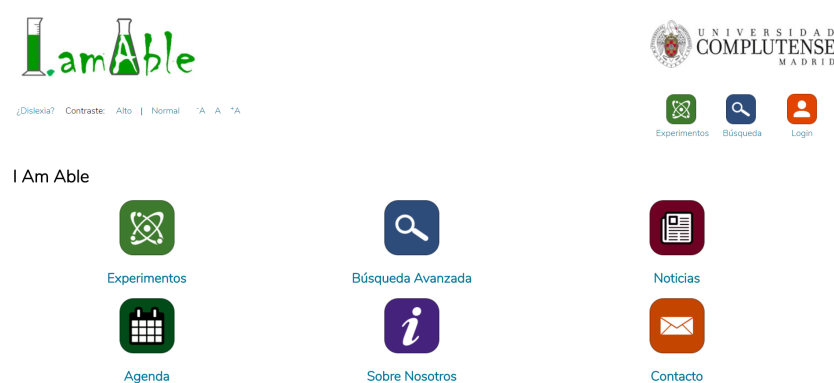 I.amAble
UNIVERSIDAD
COMPLUTENSE
MADRID
¿Dislexia? Contraste: Alto | Normal -A A +A
Experimentos Búsqueda Login
I Am Able
Experimentos Búsqueda Avanzada Noticias
Agenda Sobre Nosotros Contacto